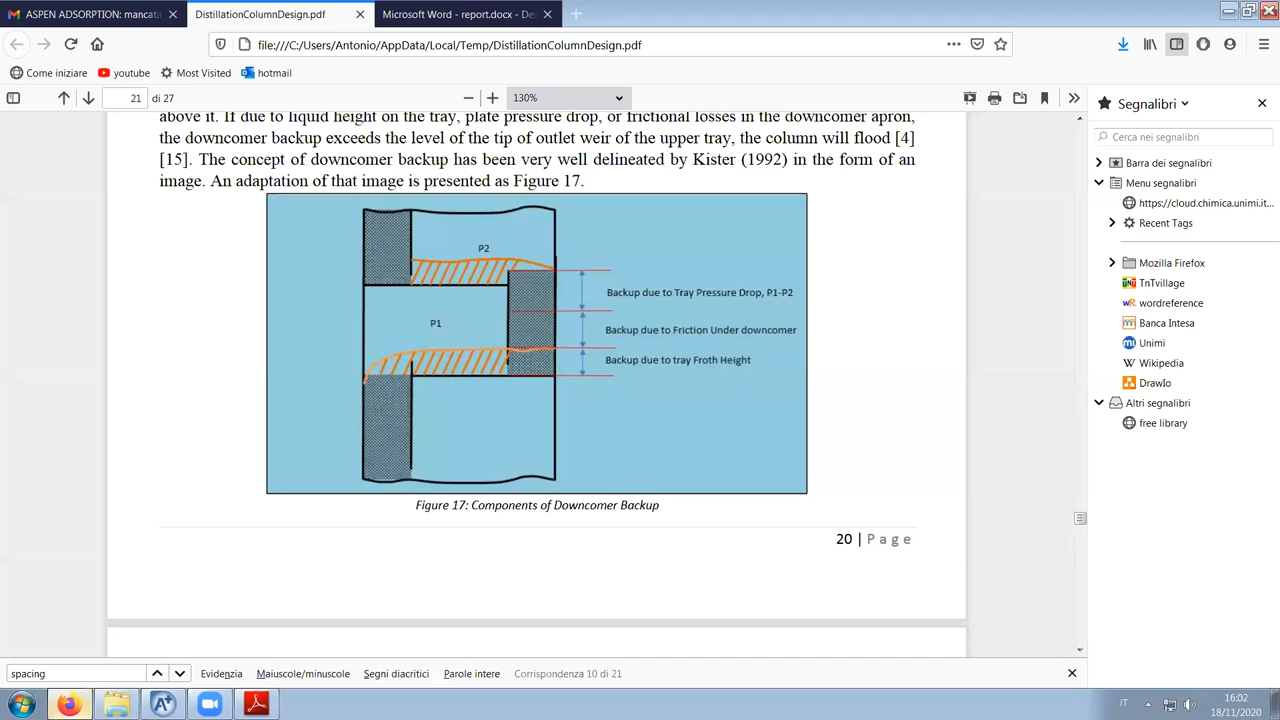 ASPEN ADSORPTION: mancata
DistillationColumnDesign.pdf
Microsoft Word - report.docx - De
file:///C:/Users/Antonio/AppData/Local/Temp/DistillationColumnDesign.pdf
Come iniziare
youtube
Most Visited
hotmail
21
di 27
130%
Segnalibri
above it. If due to liquid height on the tray, plate pressure drop, or frictional losses in the downcomer apron,
the downcomer backup exceeds the level of the tip of outlet weir of the upper tray, the column will flood [4]
[15]. The concept of downcomer backup has been very well delineated by Kister (1992) in the form of an
image. An adaptation of that image is presented as Figure 17.
P2
Backup due to Tray Pressure Drop, P1-P2
P1
Backup due to Friction Under downcomer
Backup due to tray Froth Height
Figure 17: Components of Downcomer Backup
20 | Page
Cerca nei segnalibri
Barra dei segnalibri
Menu segnalibri
https://cloud.chimica.unimi.it...
Recent Tags
Mozilla Firefox
TnTvillage
wordreference
Banca Intesa
Unimi
Wikipedia
DrawIo
Altri segnalibri
free library
spacing
Evidenzia
Maiuscole/minuscole
Segni diacritici
Parole intere
Corrispondenza 10 di 21
IT
16:02
18/11/2020